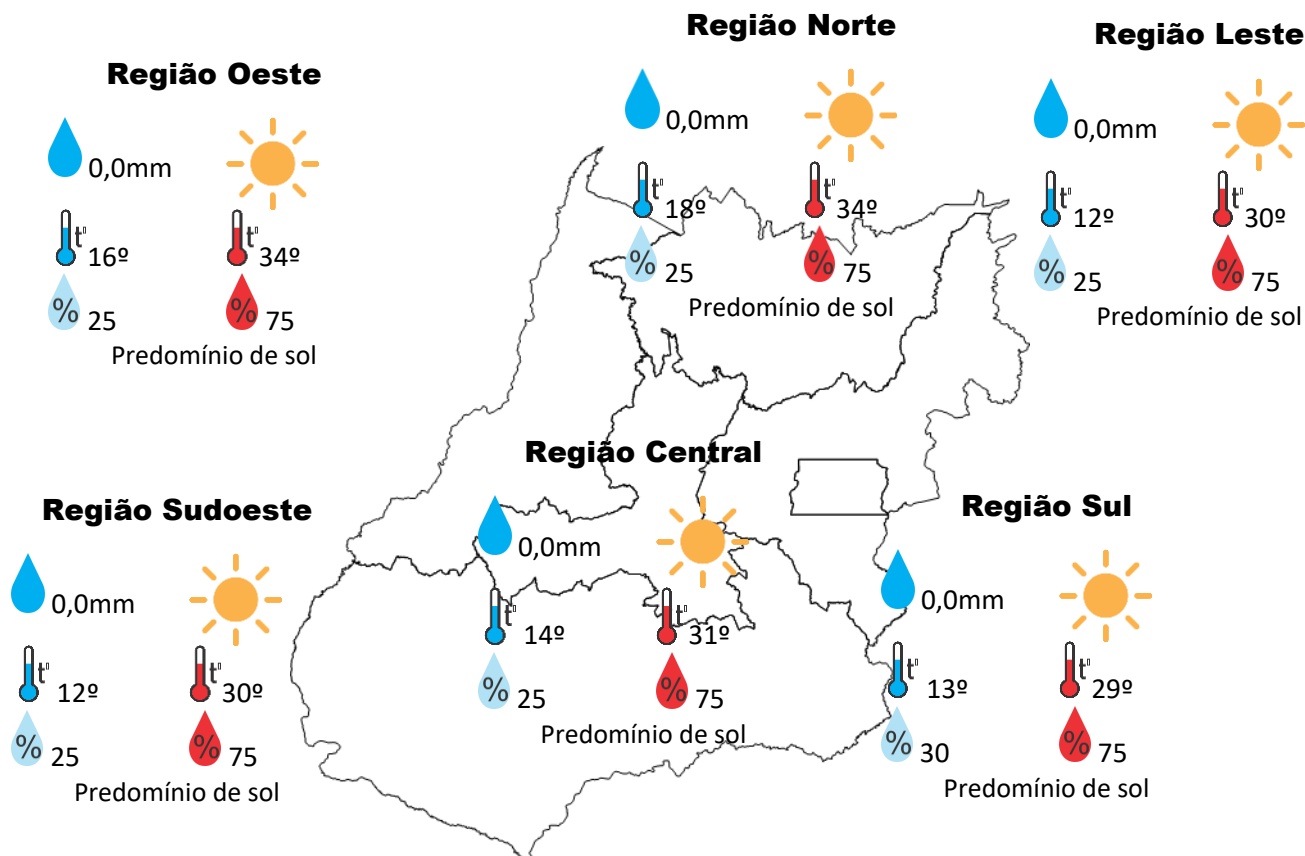 Região Norte
0,0mm
t°
18º
t°
34º
%
25
%
75
Predomínio de sol
Região Leste
0,0mm
t°
12º
t°
30º
%
25
%
75
Predomínio de sol
Região Oeste
0,0mm
t°
16º
t°
34º
%
25
%
75
Predomínio de sol
Região Central
0,0mm
t°
14º
t°
31º
%
25
%
75
Predomínio de sol
Região Sudoeste
0,0mm
t°
12º
t°
30º
%
25
%
75
Predomínio de sol
Região Sul
0,0mm
t°
13º
t°
29º
%
30
%
75
Predomínio de sol